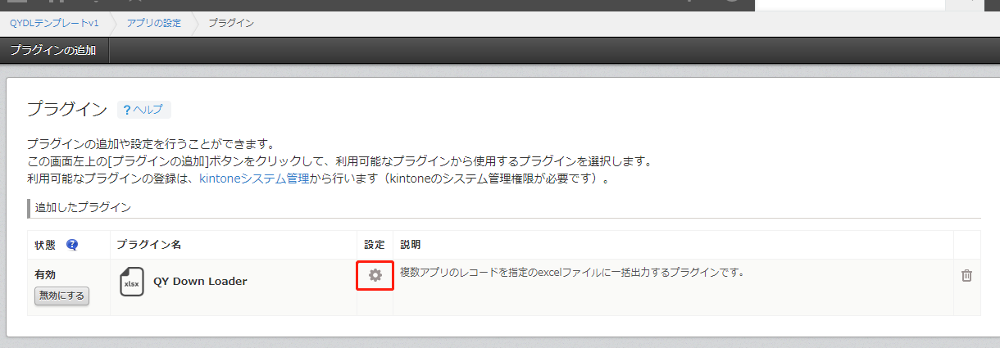 QYDLテンプレートv1 アプリの設定 プラグイン
プラグインの追加
プラグイン ?ヘルプ
プラグインの追加や設定を行うことができます。
この画面左上の[プラグインの追加]ボタンをクリックして、利用可能なプラグインから使用するプラグインを選択します。
利用可能なプラグインの登録は、kintoneシステム管理から行います（kintoneのシステム管理権限が必要です）。
追加したプラグイン
状態 ? プラグイン名 設定 説明
有効
無効にする
xlsx
QY Down Loader
複数アプリのレコードを指定のexcelファイルに一括出力するプラグインです。